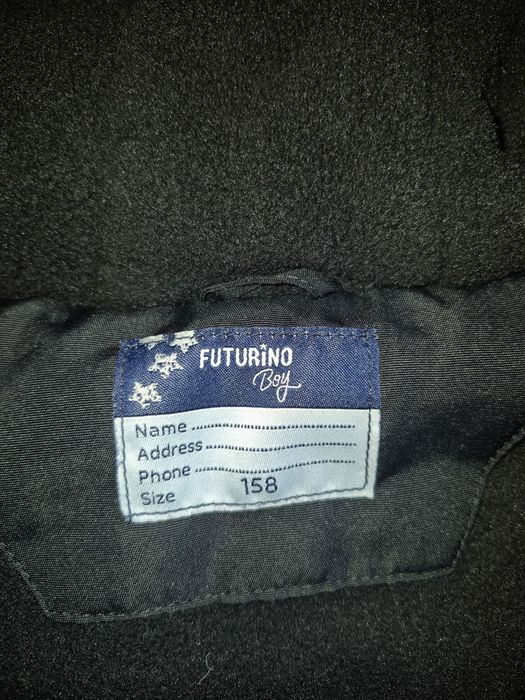 FUTURiNO
Boy
Name ..............................
Address ..............................
Phone ..............................
Size 158